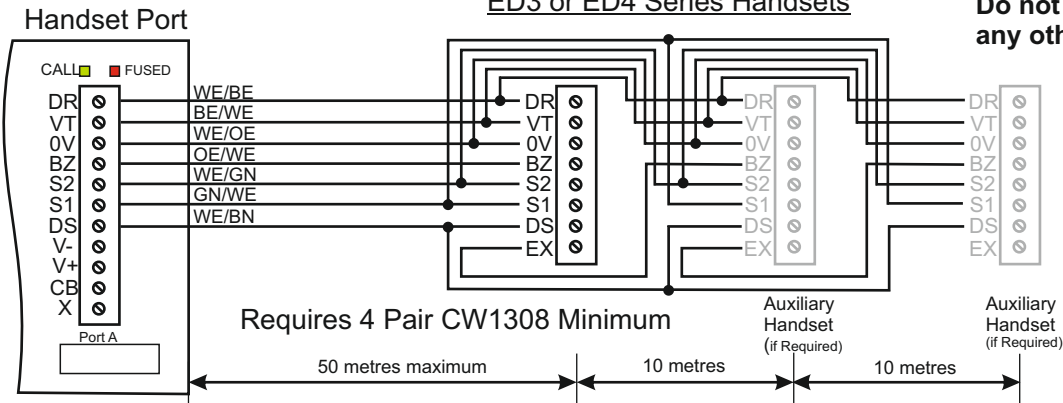 ED3 or ED4 Series Handsets
Do not
any oth
Handset Port
CALL FUSED
DR
VT
0V
BZ
S2
S1
DS
V-
V+
CB
X
Port A
WE/BE
BE/WE
WE/OE
OE/WE
WE/GN
GN/WE
WE/BN
DR
VT
0V
BZ
S2
S1
DS
EX
DR
VT
0V
BZ
S2
S1
DS
EX
DR
VT
0V
BZ
S2
S1
DS
EX
Requires 4 Pair CW1308 Minimum
Auxiliary
Handset
(if Required)
Auxiliary
Handset
(if Required)
50 metres maximum
10 metres
10 metres